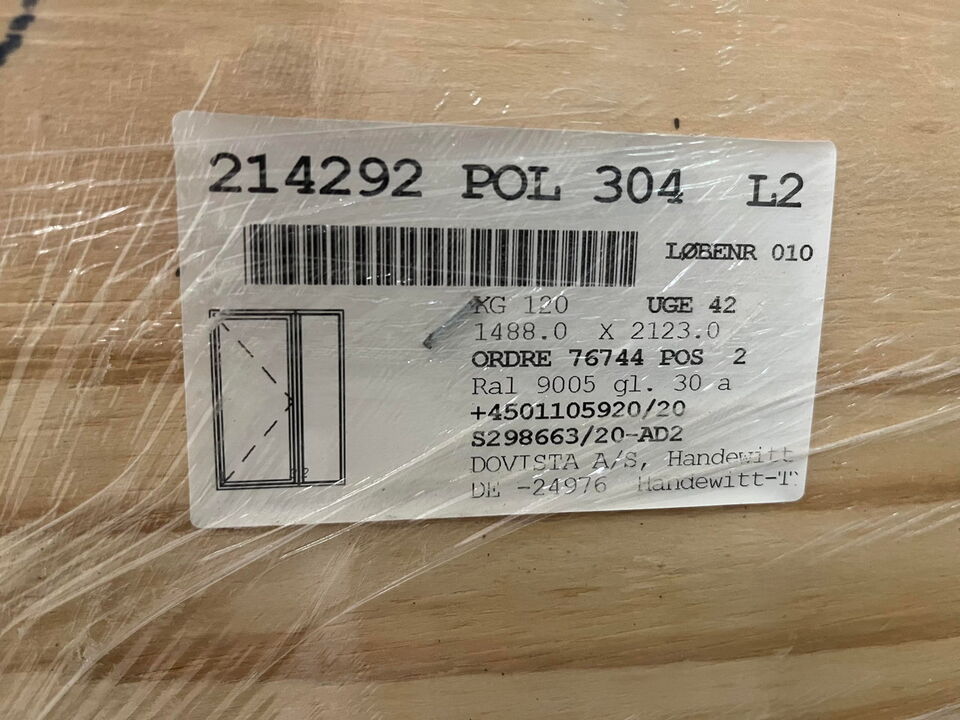 214292 POL 304 L2
LØBENR 010
KG 120 UGE 42
1488.0 X 2123.0
ORDRE 76744 POS 2
Ral 9005 gl. 30 a
+4501105920/20
S298663/20-AD2
DOVISTA A/S, Handewitt
DE -24976 Handewitt-T